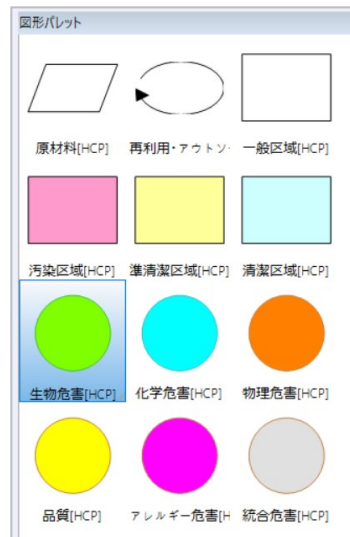 図形パレット
原材料[HCP]
再利用・アウトソ・
一般区域[HCP]
汚染区域[HCP]
準清潔区域[HCP]
清潔区域[HCP]
生物危害[HCP]
化学危害[HCP]
物理危害[HCP]
品質[HCP]
アレルギー危害[H
統合危害[HCP]